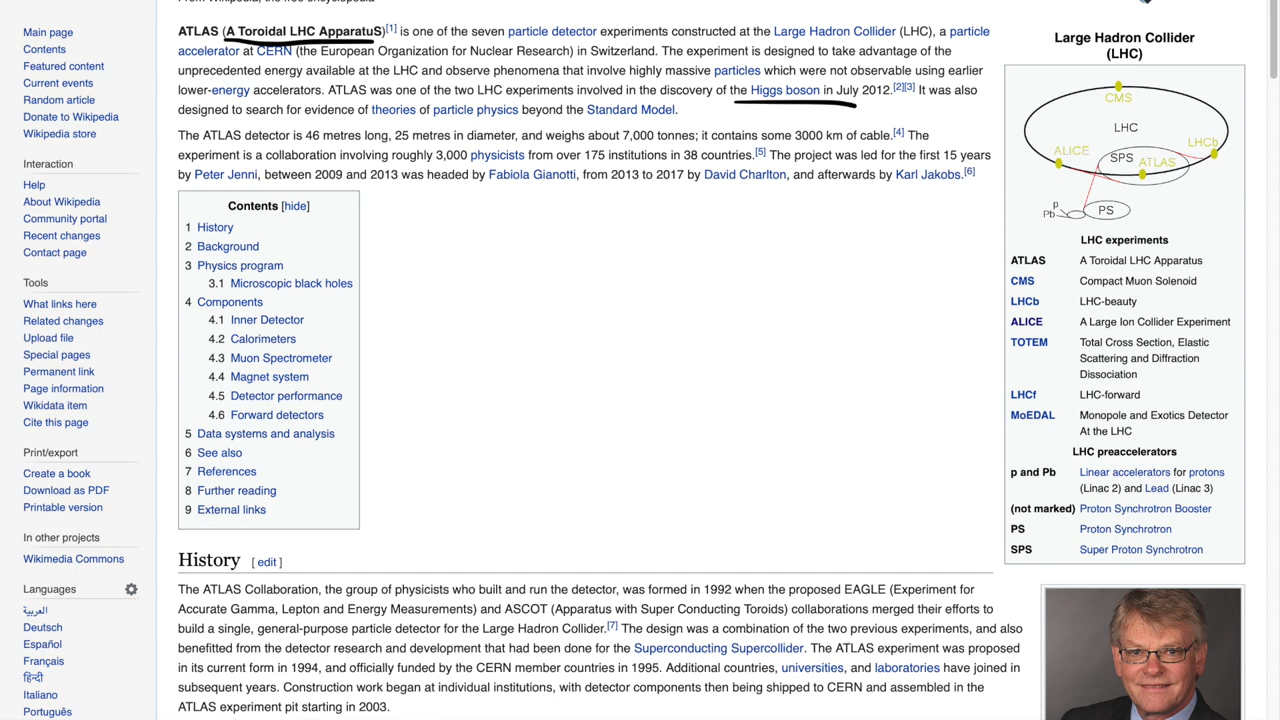 Main page
Contents
Featured content
Current events
Random article
Donate to Wikipedia
Wikipedia store
Interaction
Help
About Wikipedia
Community portal
Recent changes
Contact page
Tools
What links here
Related changes
Upload file
Special pages
Permanent link
Page information
Wikidata item
Cite this page
Print/export
Create a book
Download as PDF
Printable version
In other projects
Wikimedia Commons
Languages
العربية
Deutsch
Español
Français
हिन्दी
Italiano
Português
From Wikipedia, the free encyclopedia
ATLAS (A Toroidal LHC ApparatuS)[1] is one of the seven particle detector experiments constructed at the Large Hadron Collider (LHC), a particle
accelerator at CERN (the European Organization for Nuclear Research) in Switzerland. The experiment is designed to take advantage of the
unprecedented energy available at the LHC and observe phenomena that involve highly massive particles which were not observable using earlier
lower-energy accelerators. ATLAS was one of the two LHC experiments involved in the discovery of the Higgs boson in July 2012.[2][3] It was also
designed to search for evidence of theories of particle physics beyond the Standard Model.
The ATLAS detector is 46 metres long, 25 metres in diameter, and weighs about 7,000 tonnes; it contains some 3000 km of cable.[4] The
experiment is a collaboration involving roughly 3,000 physicists from over 175 institutions in 38 countries.[5] The project was led for the first 15 years
by Peter Jenni, between 2009 and 2013 was headed by Fabiola Gianotti, from 2013 to 2017 by David Charlton, and afterwards by Karl Jakobs.[6]
Contents [hide]
1 History
2 Background
3 Physics program
3.1 Microscopic black holes
4 Components
4.1 Inner Detector
4.2 Calorimeters
4.3 Muon Spectrometer
4.4 Magnet system
4.5 Detector performance
4.6 Forward detectors
5 Data systems and analysis
6 See also
7 References
8 Further reading
9 External links
History [ edit ]
The ATLAS Collaboration, the group of physicists who built and run the detector, was formed in 1992 when the proposed EAGLE (Experiment for
Accurate Gamma, Lepton and Energy Measurements) and ASCOT (Apparatus with Super Conducting Toroids) collaborations merged their efforts to
build a single, general-purpose particle detector for the Large Hadron Collider.[7] The design was a combination of the two previous experiments, and also
benefitted from the detector research and development that had been done for the Superconducting Supercollider. The ATLAS experiment was proposed
in its current form in 1994, and officially funded by the CERN member countries in 1995. Additional countries, universities, and laboratories have joined in
subsequent years. Construction work began at individual institutions, with detector components then being shipped to CERN and assembled in the
ATLAS experiment pit starting in 2003.
Large Hadron Collider
(LHC)
CMS
LHC
LHCb
ALICE
SPS
ATLAS
p
Pb
PS
LHC experiments
ATLAS A Toroidal LHC Apparatus
CMS Compact Muon Solenoid
LHCb LHC-beauty
ALICE A Large Ion Collider Experiment
TOTEM Total Cross Section, Elastic
Scattering and Diffraction
Dissociation
LHCf LHC-forward
MoEDAL Monopole and Exotics Detector
At the LHC
LHC preaccelerators
p and Pb Linear accelerators for protons
(Linac 2) and Lead (Linac 3)
(not marked) Proton Synchrotron Booster
PS Proton Synchrotron
SPS Super Proton Synchrotron